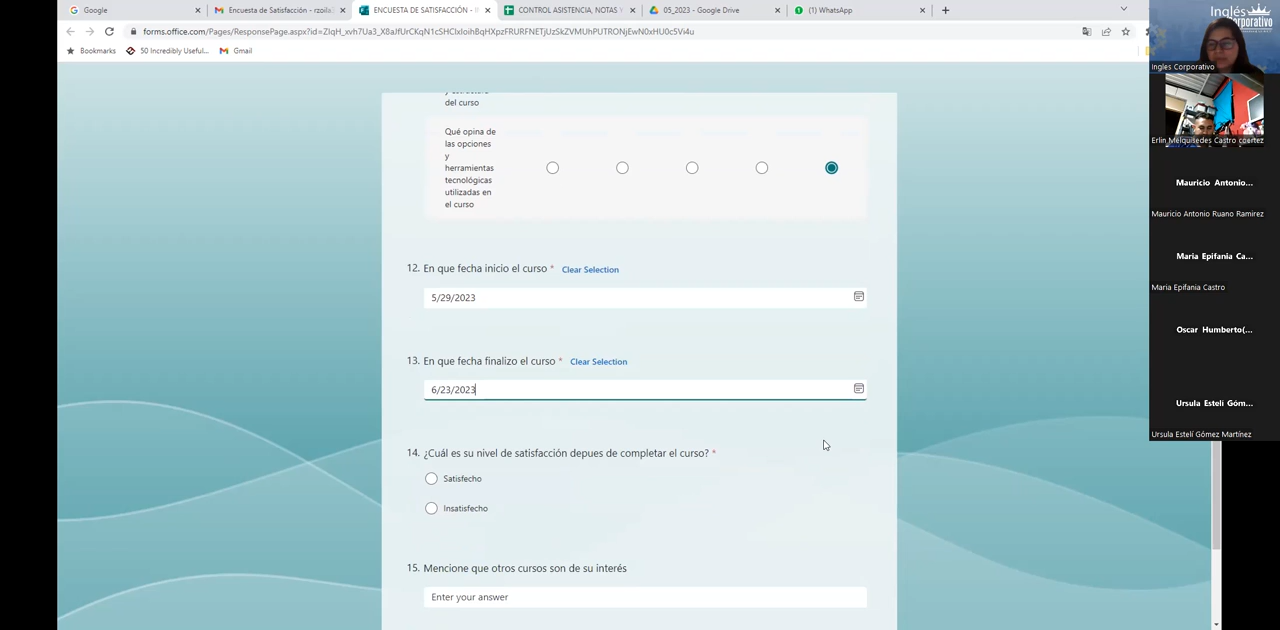 Google
Encuesta de Satisfacción - rzoila
ENCUESTA DE SATISFACCIÓN - I
CONTROL ASISTENCIA, NOTAS Y
05_2023 - Google Drive
(1) WhatsApp
Inglés
Corporativo
Bookmarks
50 Incredibly Useful...
Gmail
Ingles Corporativo
Erlin Melquisedes Castro coertez
Mauricio Antonio...
Mauricio Antonio Ruano Ramirez
Maria Epifania Ca...
Maria Epifania Castro
Oscar Humberto(...
Ursula Estelí Góm...
Ursula Estelí Gómez Martínez
del curso
Qué opina de
las opciones
y
herramientas
tecnológicas
utilizadas en
el curso
12. En que fecha inicio el curso * Clear Selection
5/29/2023
13. En que fecha finalizo el curso * Clear Selection
6/23/2023
14. ¿Cuál es su nivel de satisfacción depues de completar el curso? *
Satisfecho
Insatisfecho
15. Mencione que otros cursos son de su interés
Enter your answer